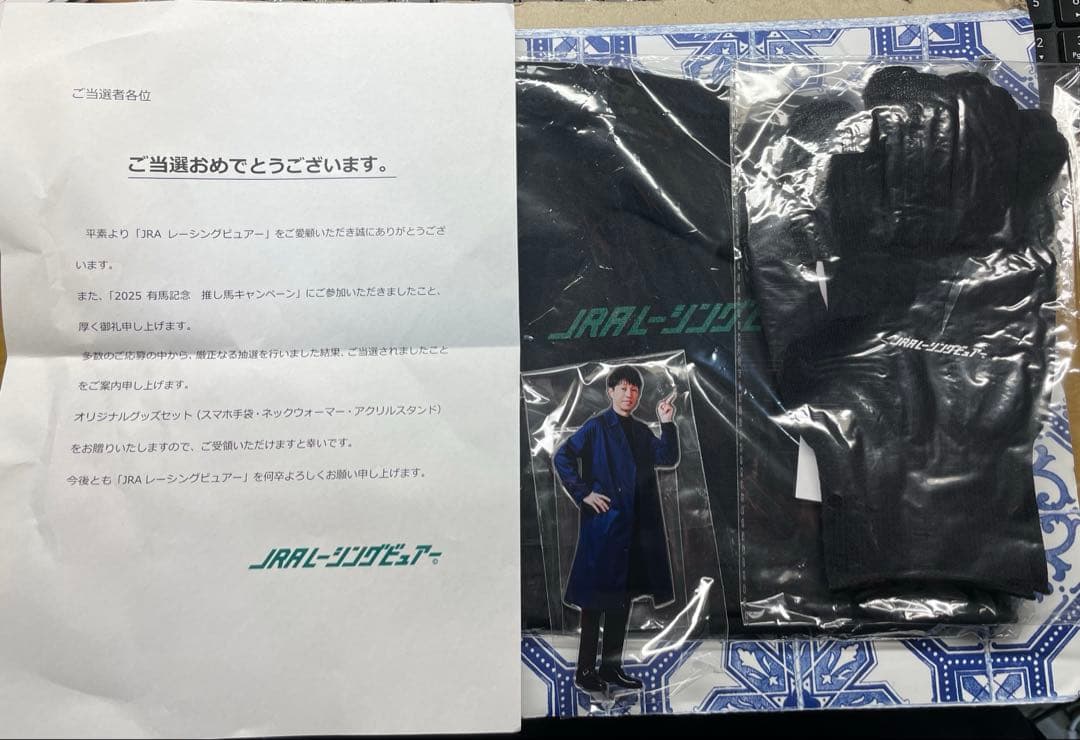 ご当選者各位
ご当選おめでとうございます。
平素より「JRA レーシングビュアー」をご愛顧いただき誠にありがとうござ
います。
また、「2025 有馬記念　推し馬キャンペーン」にご参加いただきましたこと、
厚く御礼申し上げます。
多数のご応募の中から、厳正なる抽選を行いました結果、ご当選されましたこと
をご案内申し上げます。
オリジナルグッズセット（スマホ手袋・ネックウォーマー・アクリルスタンド）
をお贈りいたしますので、ご受領いただけますと幸いです。
今後とも「JRAレーシングビュアー」を何卒よろしくお願い申し上げます。
JRAレーシングビュアー
JRAレーシングビ
JRAレーシングビュアー
5
2